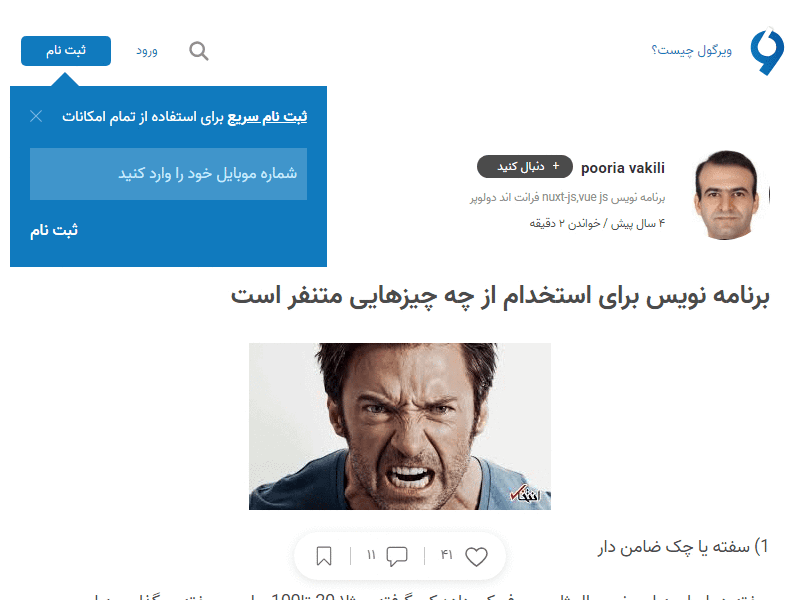 ویرگول چیست؟
ورود
ثبت نام
ثبت نام سریع برای استفاده از تمام امکانات
شماره موبایل خود را وارد کنید
ثبت نام
pooria vakili
+ دنبال کنید
برنامه نویس nuxt-js,vue js فرانت اند دولوپر
۴ سال پیش / خواندن ۲ دقیقه
برنامه نویس برای استخدام از چه چیزهایی متنفر است
انتخاب
1) سفته یا چک ضامن دار
۴۱
۱۱